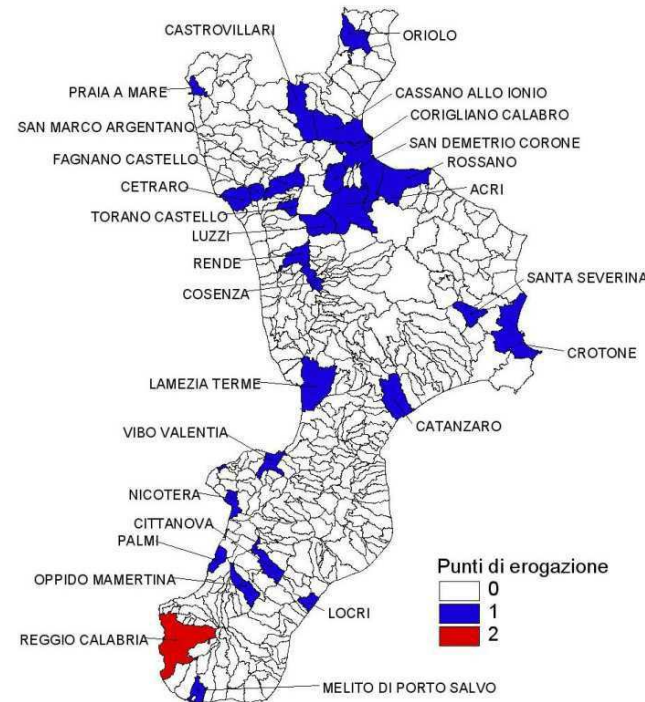 CASTROVILLARI
ORIOLO
PRAIA A MARE
CASSANO ALLO IONIO
CORIGLIANO CALABRO
SAN MARCO ARGENTANO
SAN DEMETRIO CORONE
FAGNANO CASTELLO
ROSSANO
CETRARO
ACRI
TORANO CASTELLO
LUZZI
RENDE
COSENZA
SANTA SEVERINA
CROTONE
LAMEZIA TERME
CATANZARO
VIBO VALENTIA
NICOTERA
CITTANOVA
PALMI
OPPIDO MAMERTINA
LOCRI
REGGIO CALABRIA
MELITO DI PORTO SALVO
Punti di erogazione
0
1
2